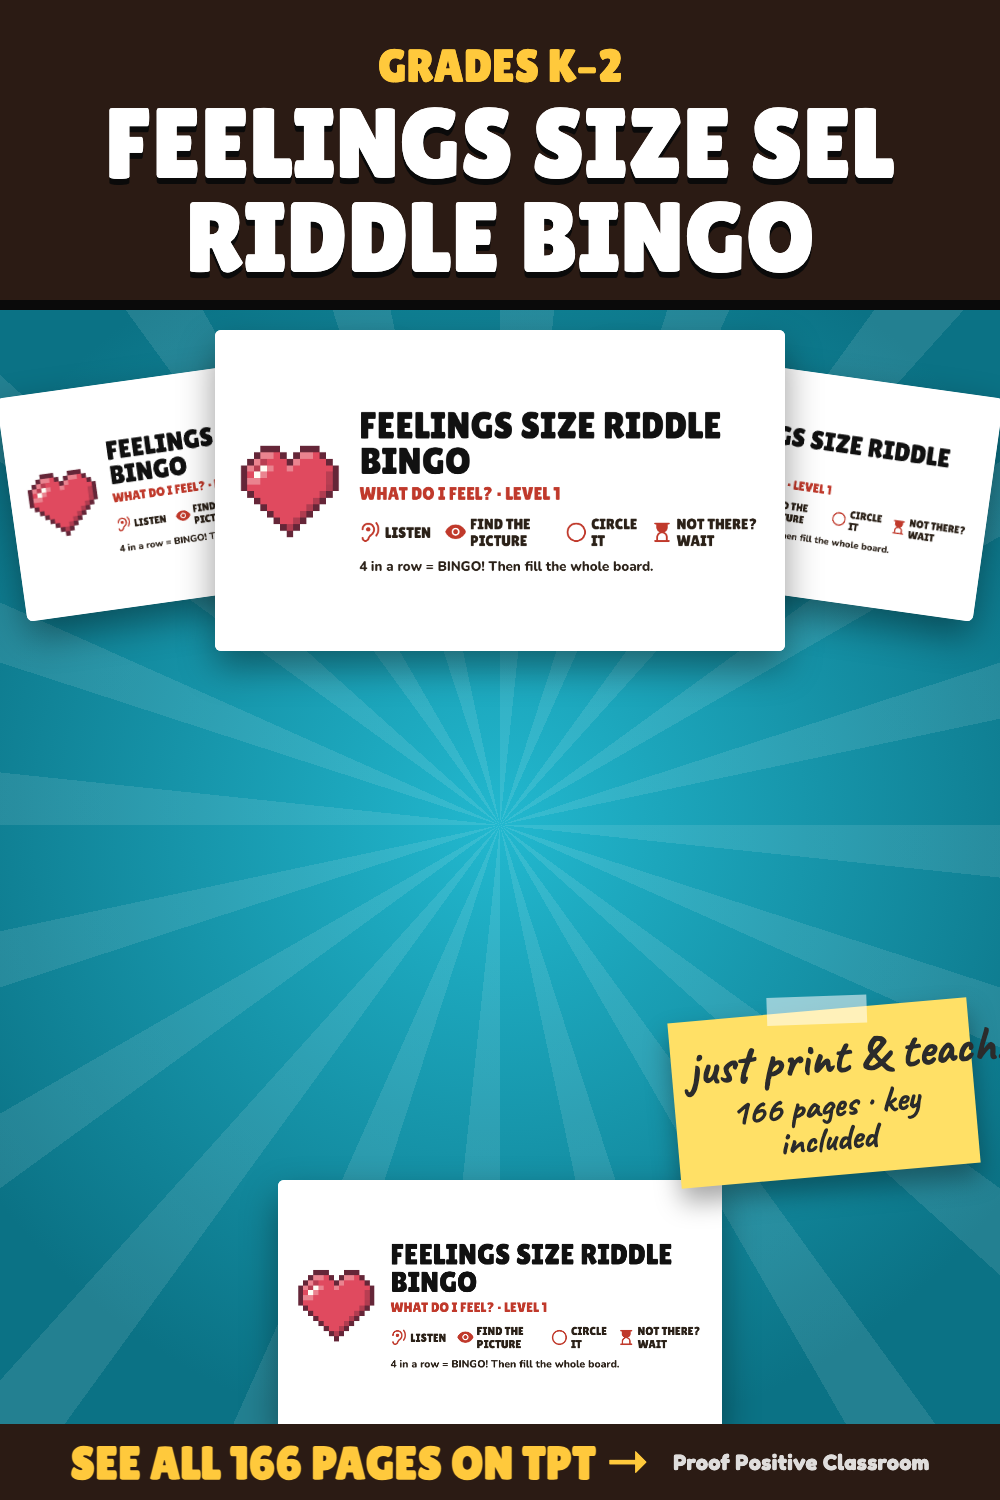 GRADES K–2
FEELINGS SIZE SEL
RIDDLE BINGO
FEELINGS
BINGO
WHAT DO I FEEL? ·
LISTEN
FIND
4 in a row = BINGO!
FEELINGS SIZE RIDDLE
BINGO
WHAT DO I FEEL? · LEVEL 1
LISTEN
FIND THE
PICTURE
CIRCLE
IT
NOT THERE?
WAIT
4 in a row = BINGO! Then fill the whole board.
SIZE RIDDLE
· LEVEL 1
CIRCLE
IT
NOT THERE?
WAIT
fill the whole board.
just print & teach
166 pages · key
included
FEELINGS SIZE RIDDLE
BINGO
WHAT DO I FEEL? · LEVEL 1
LISTEN
FIND THE
PICTURE
CIRCLE
IT
NOT THERE?
WAIT
4 in a row = BINGO! Then fill the whole board.
SEE ALL 166 PAGES ON TPT →
Proof Positive Classroom